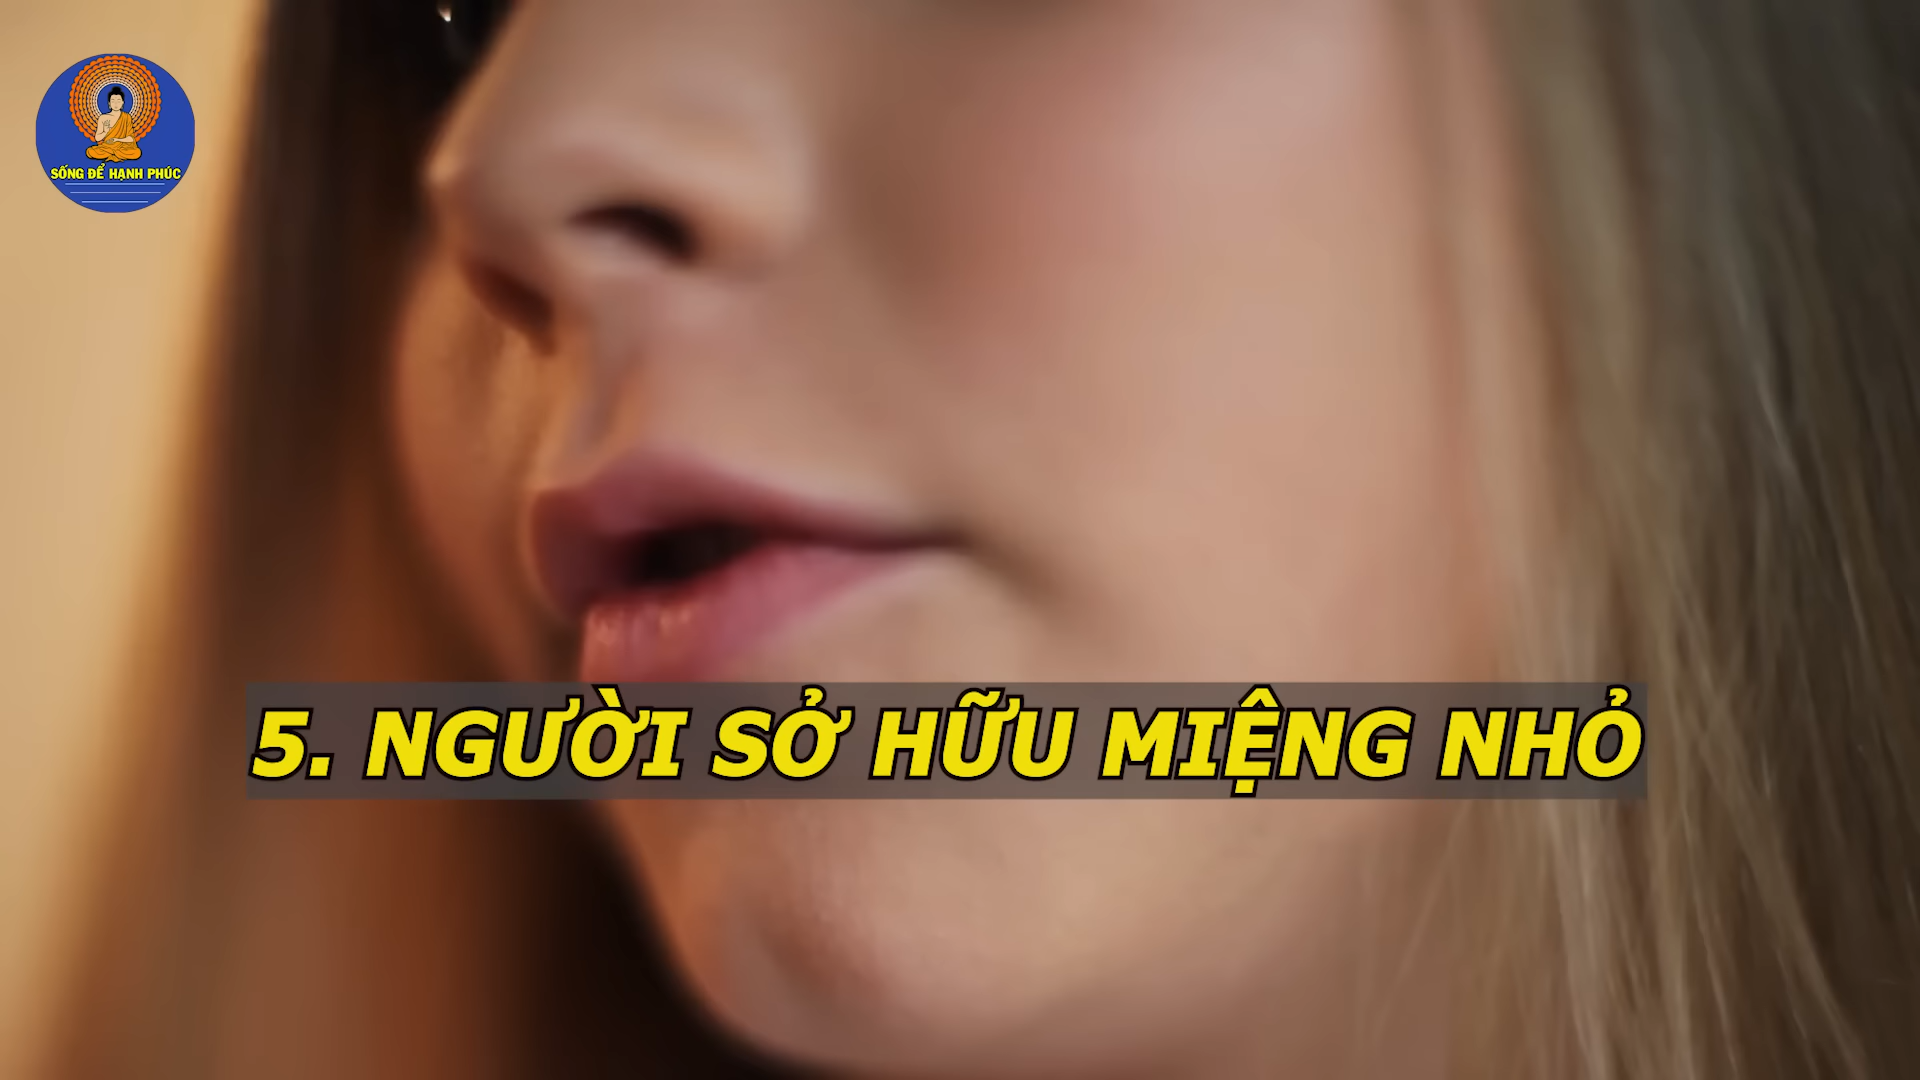 SỐNG ĐỂ HẠNH PHÚC
5. NGƯỜI SỞ HỮU MIỆNG NHỎ